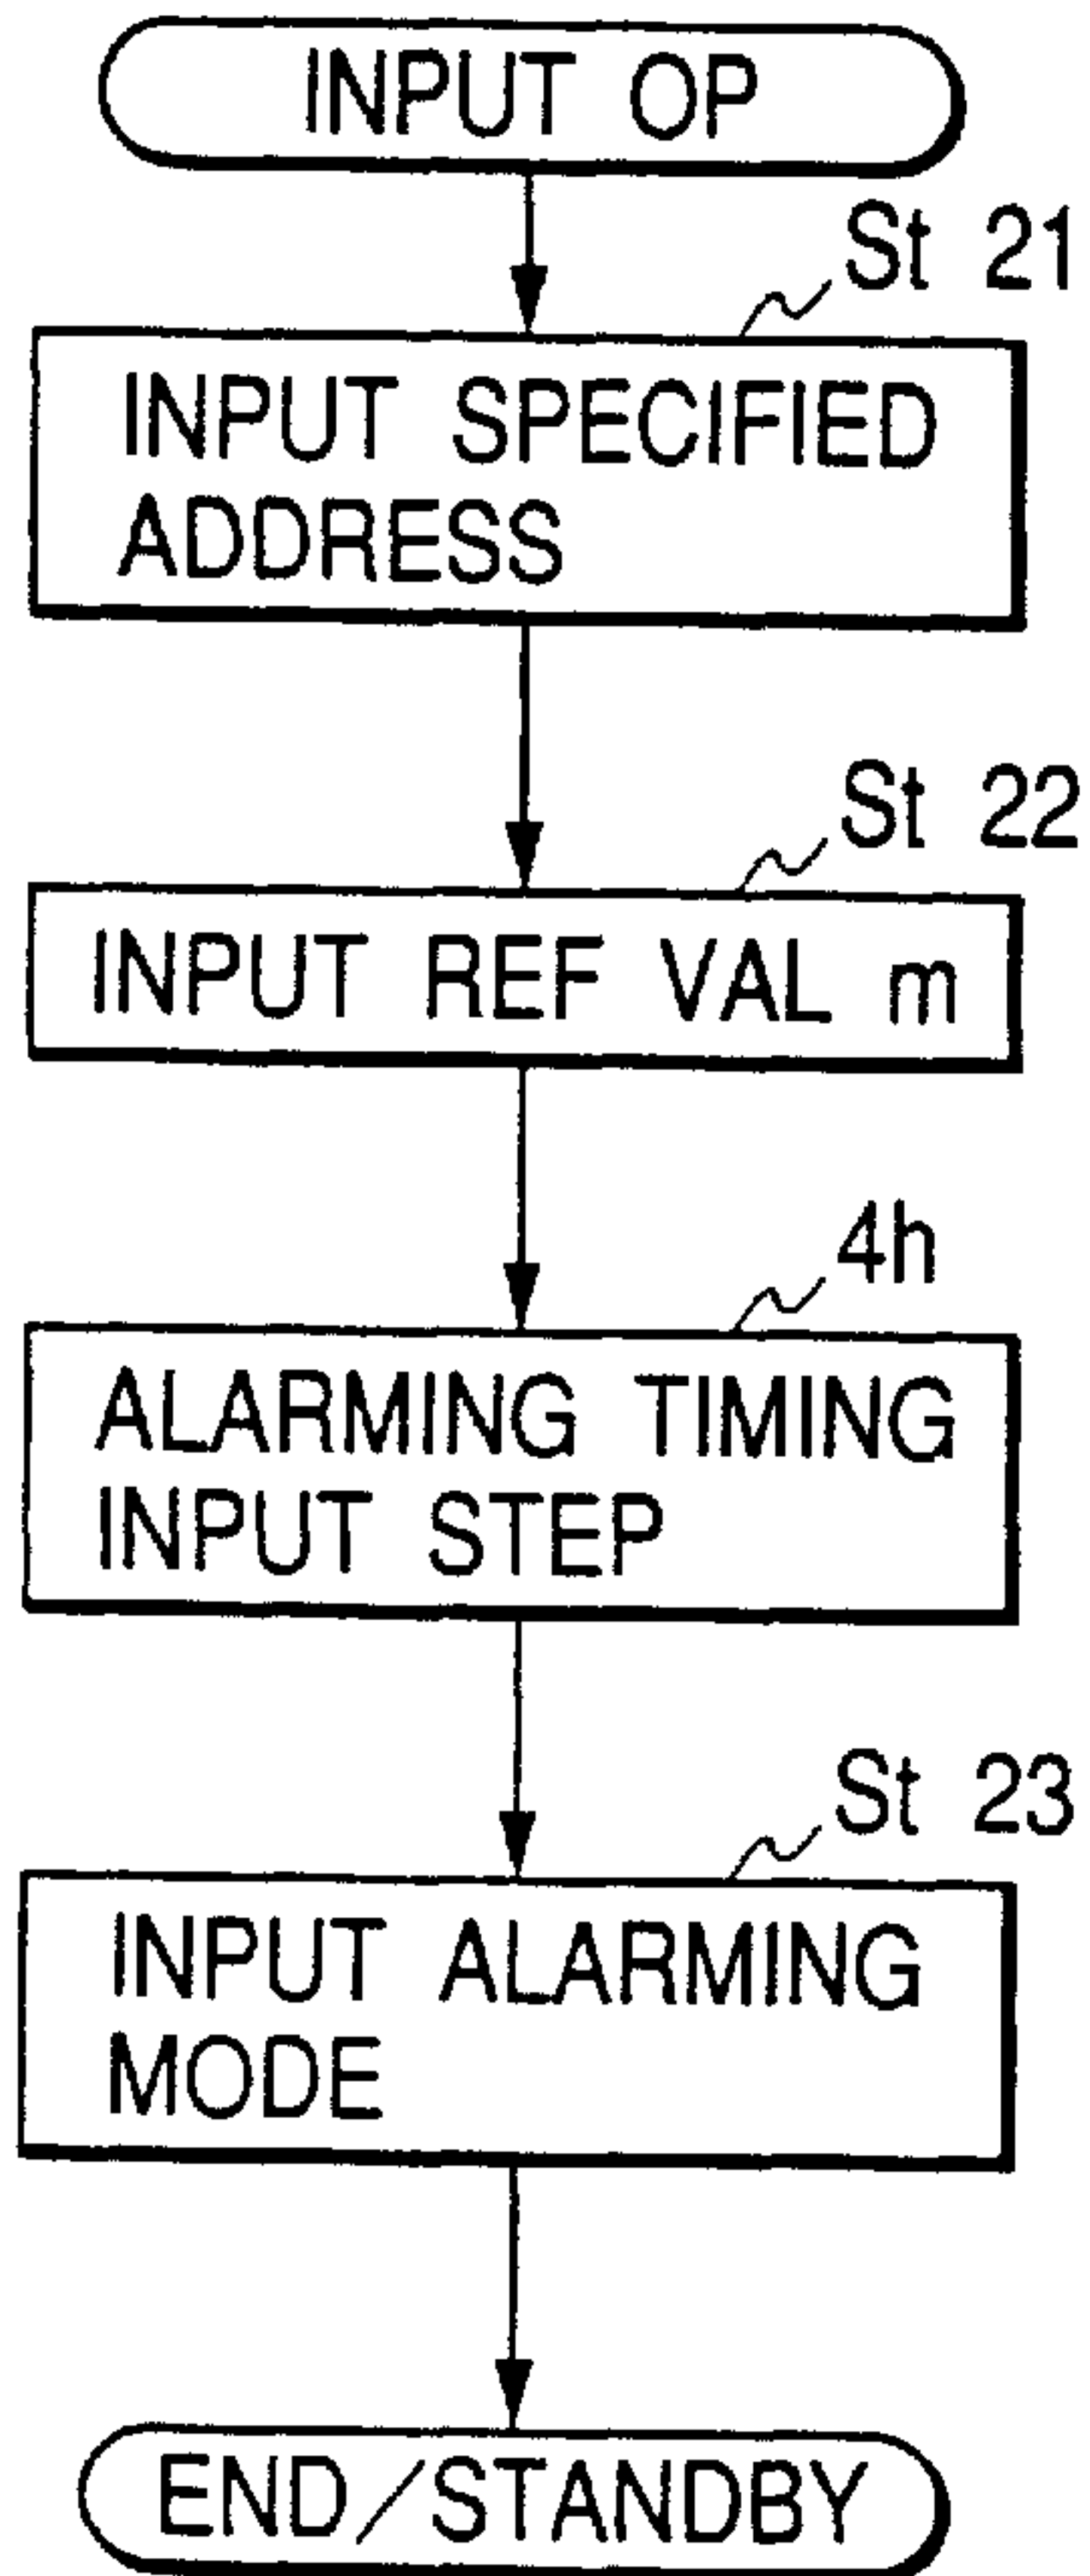 INPUT OP
St 21
INPUT SPECIFIED
ADDRESS
St 22
INPUT REF VAL m
4h
ALARMING TIMING
INPUT STEP
St 23
INPUT ALARMING
MODE
END/STANDBY